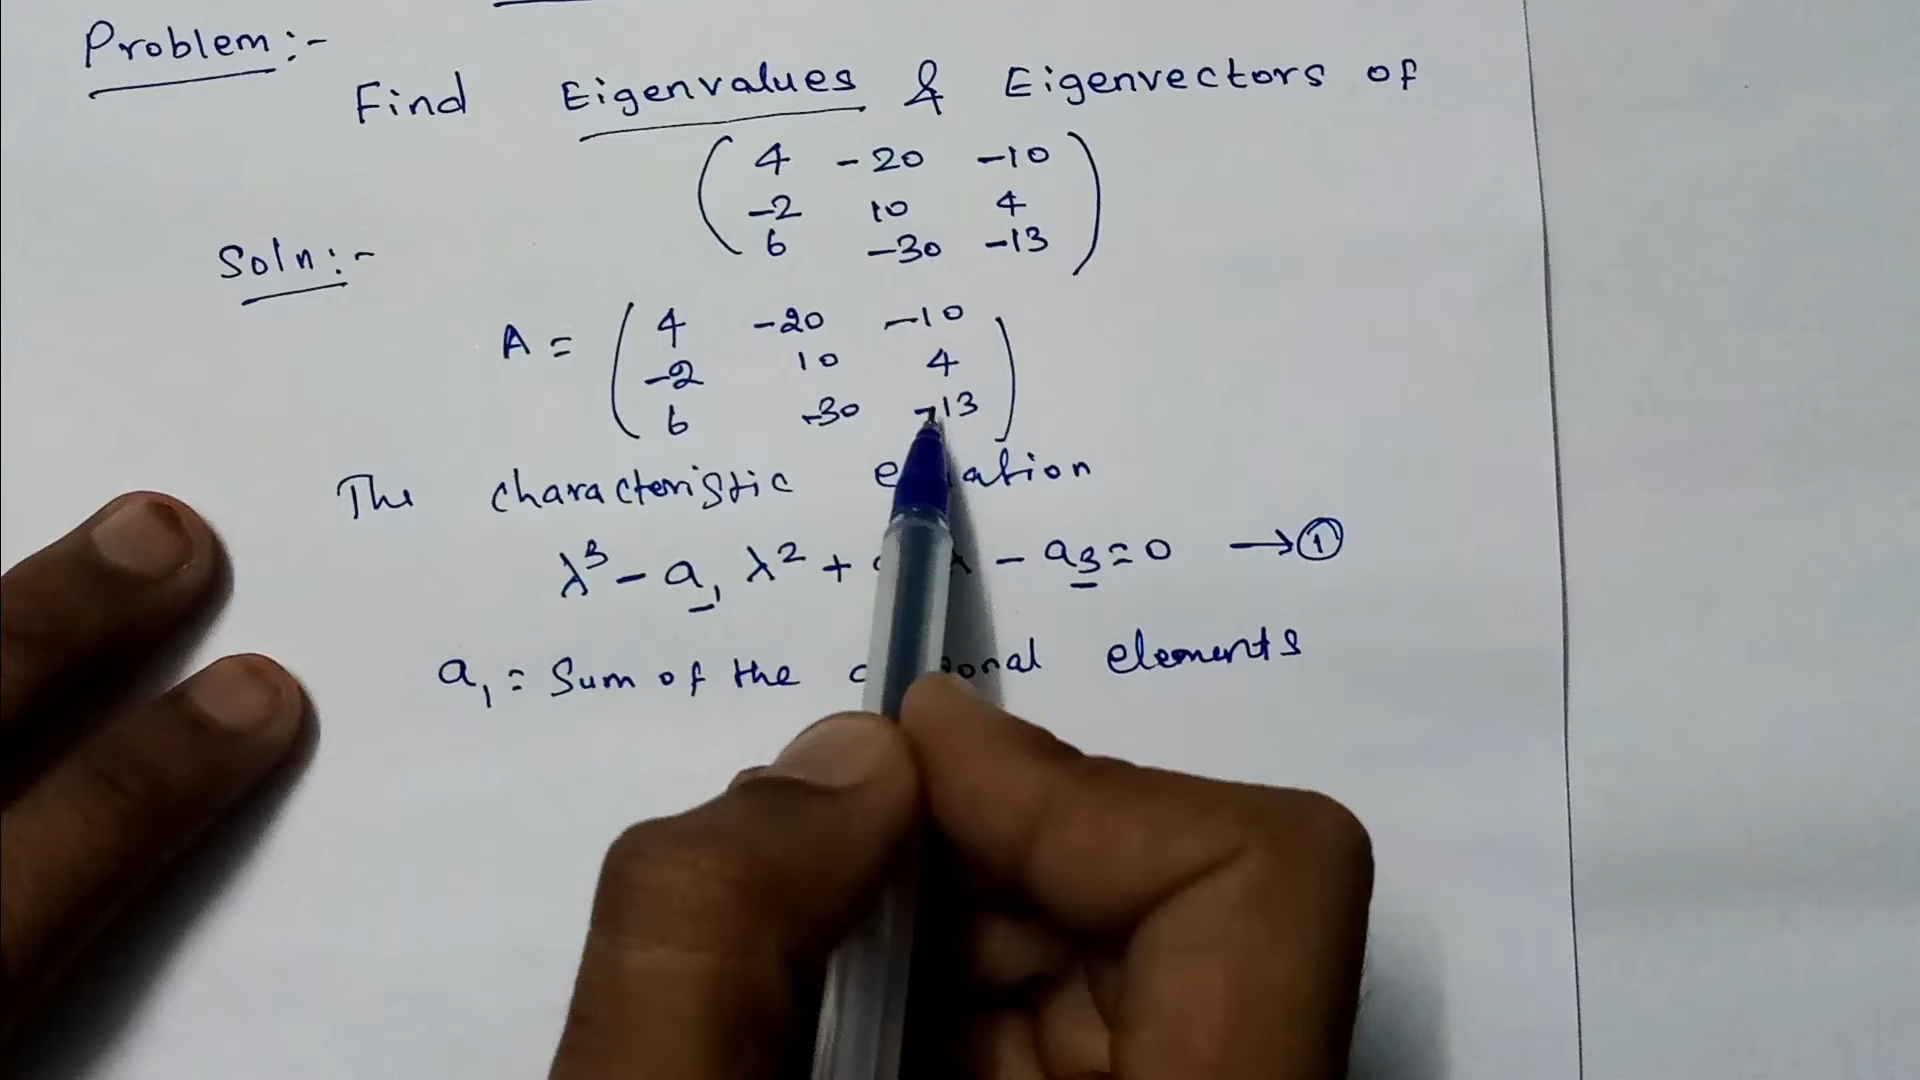 Problem:-
Find Eigenvalues & Eigenvectors of
4 -20 -10
-2 10 4
6 -30 -13
Soln:-
A = 4 -20 -10
-2 10 4
6 -30 -13
The characteristic
λ³ - a₁ λ² + - a₃ = 0 → ①
a₁ = Sum of the elements